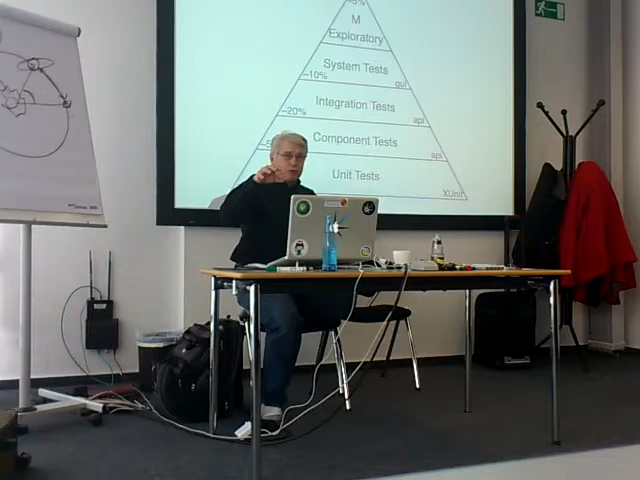 M
Exploratory
System Tests
~10%
gui
Integration Tests
~20%
api
Component Tests
api
Unit Tests
XUnit